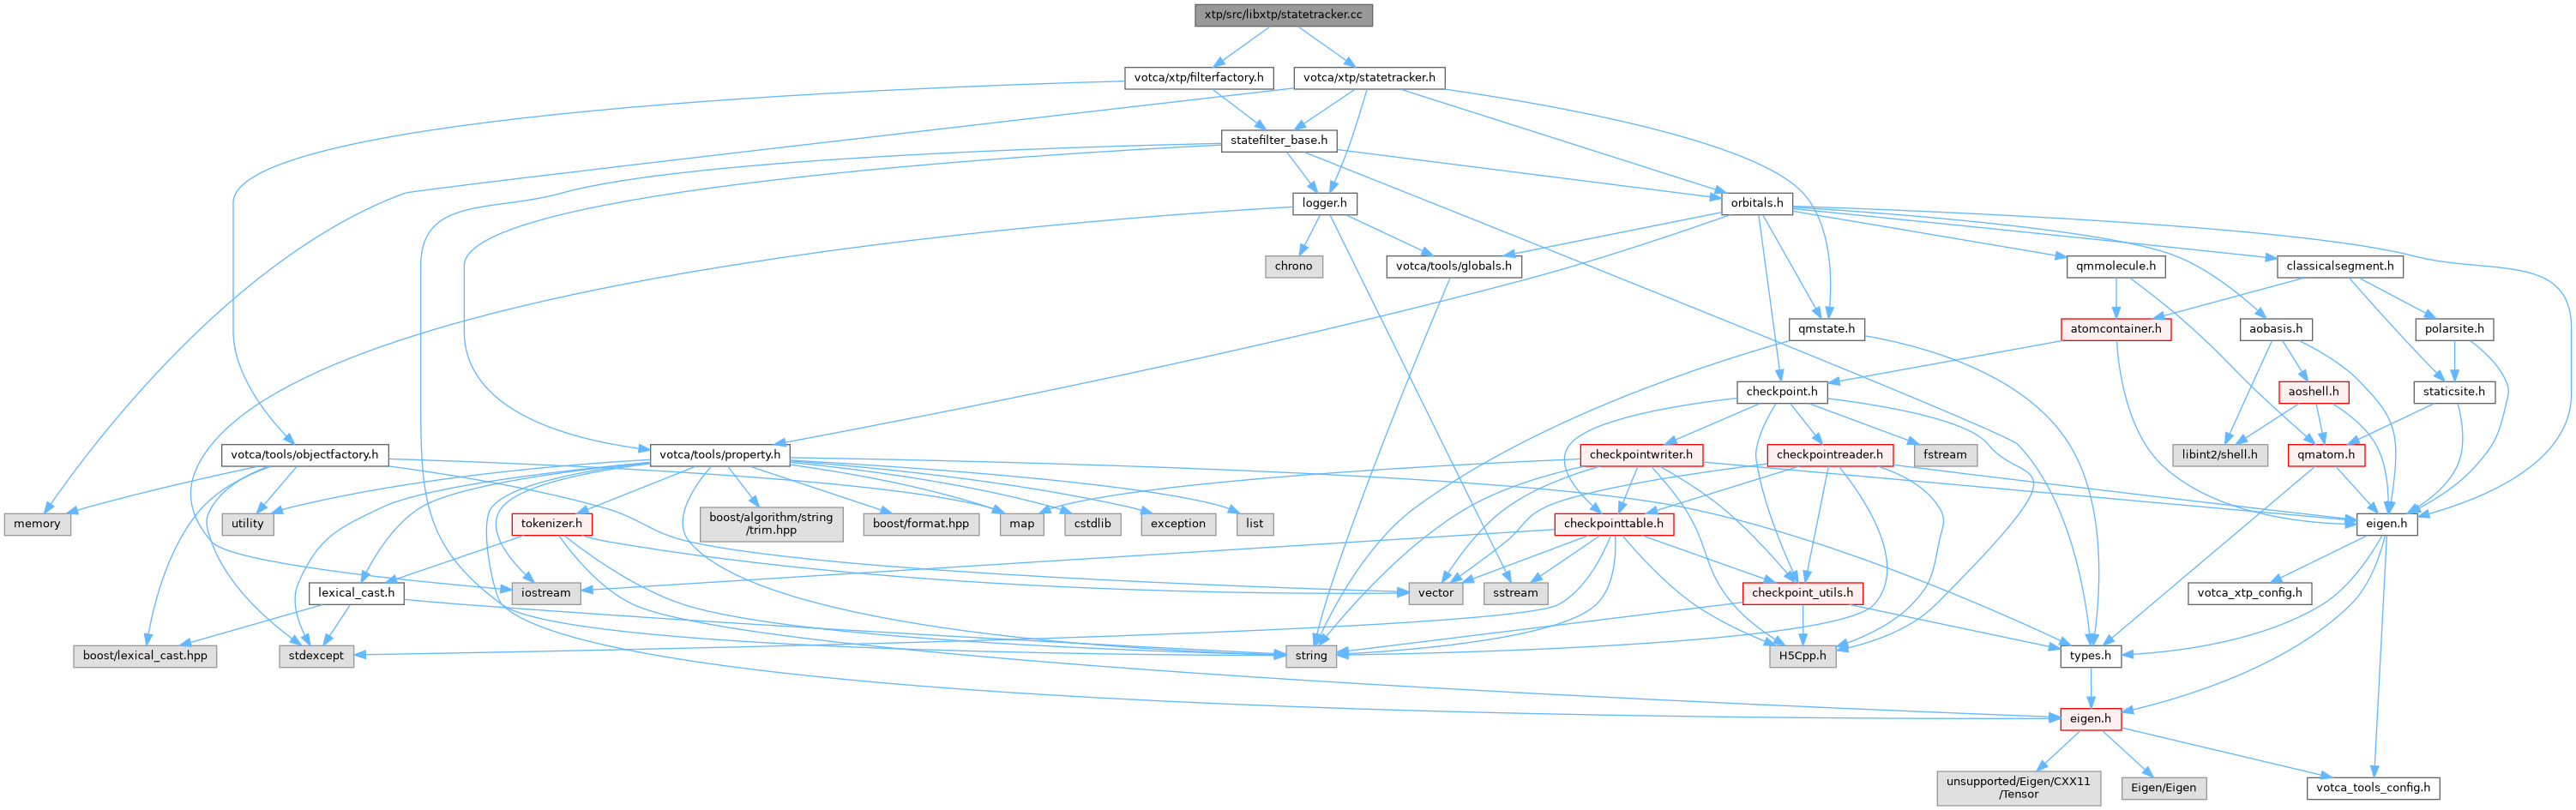 xtp/src/libxtp/statetracker.cc
votca/xtp/filterfactory.h
votca/xtp/statetracker.h
statefilter_base.h
logger.h
orbitals.h
chrono
votca/tools/globals.h
qmmolecule.h
classicalsegment.h
qmstate.h
atomcontainer.h
aobasis.h
polarsite.h
checkpoint.h
aoshell.h
staticsite.h
votca/tools/objectfactory.h
votca/tools/property.h
checkpointwriter.h
checkpointreader.h
fstream
libint2/shell.h
qmatom.h
memory
utility
tokenizer.h
boost/algorithm/string
/trim.hpp
boost/format.hpp
map
cstdlib
exception
list
checkpointtable.h
eigen.h
lexical_cast.h
iostream
vector
sstream
checkpoint_utils.h
votca_xtp_config.h
boost/lexical_cast.hpp
stdexcept
string
H5Cpp.h
types.h
eigen.h
unsupported/Eigen/CXX11
/Tensor
Eigen/Eigen
votca_tools_config.h